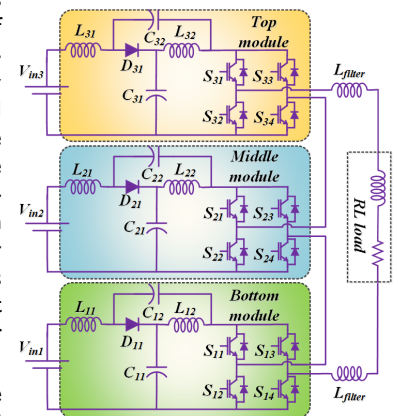 Top
module
L31
C32
L32
D31
Vin3
C31
S31
S33
S32
S34
Lfilter
Middle
module
L21
C22
L22
D21
Vin2
C21
S21
S23
S22
S24
RL load
Bottom
module
L11
C12
L12
D11
Vin1
C11
S11
S13
S12
S14
Lfilter